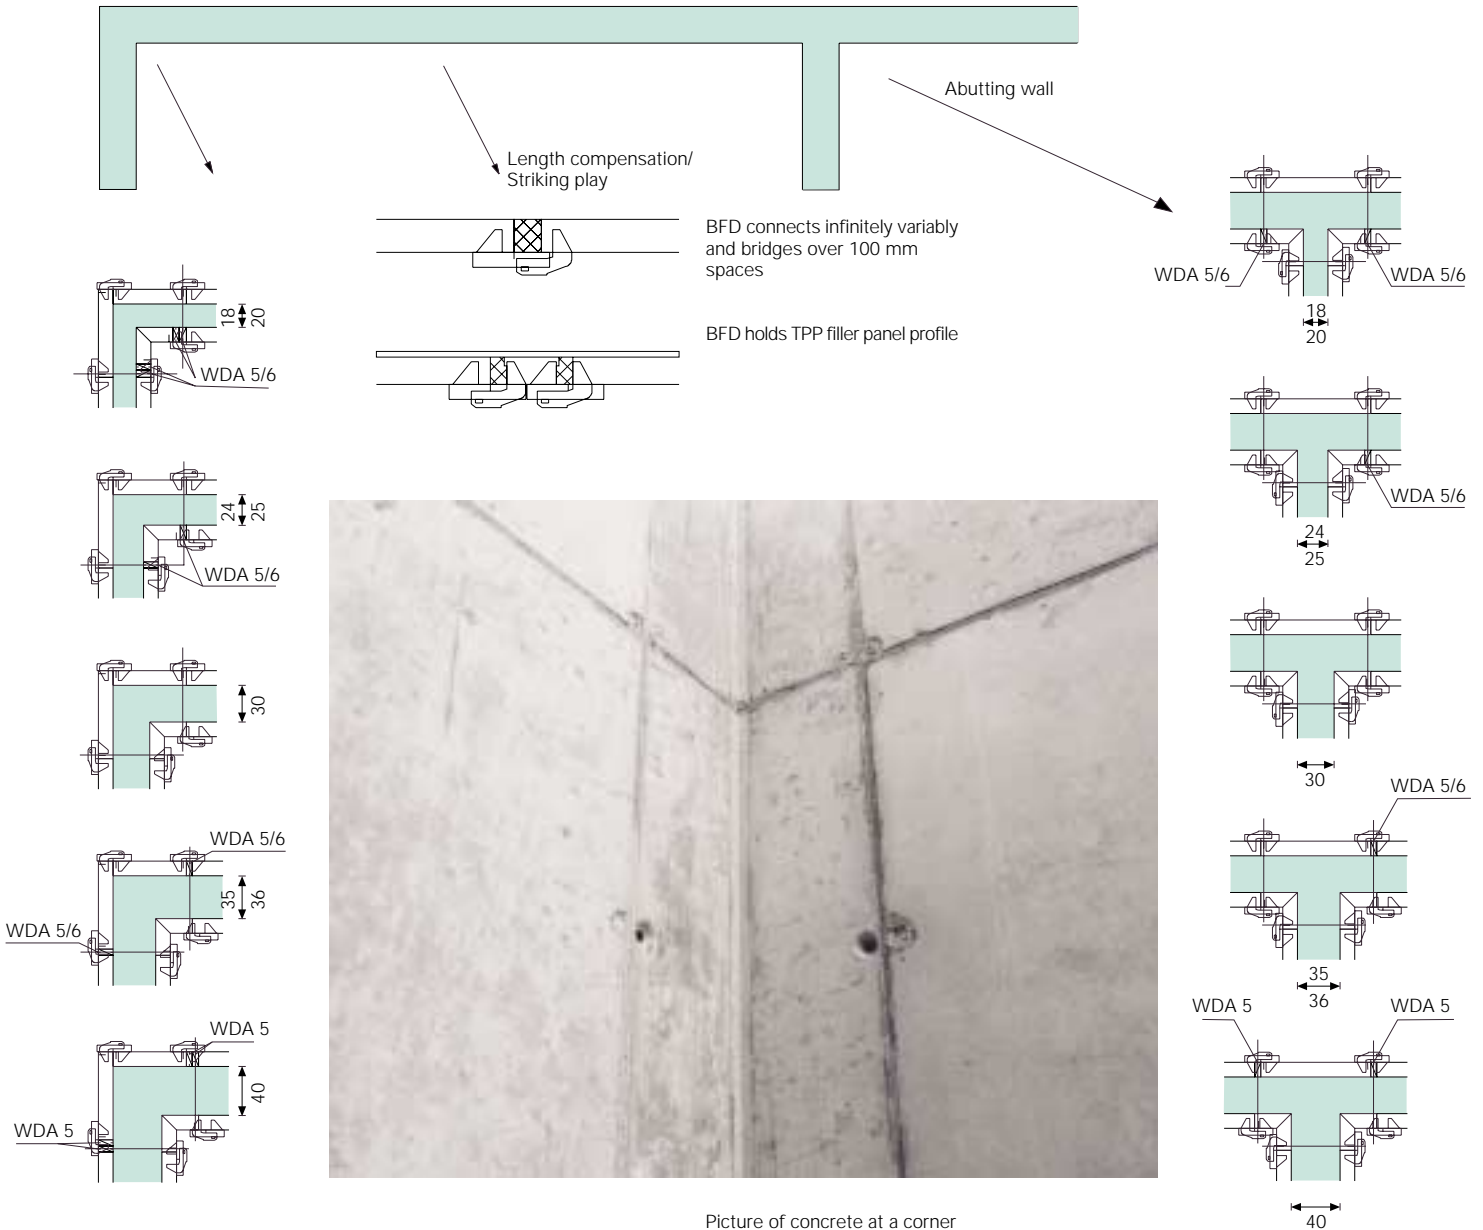 Abutting wall
Length compensation/
Striking play
BFD connects infinitely variably
and bridges over 100 mm
spaces
BFD holds TPP filler panel profile
18
20
WDA 5/6
24
25
WDA 5/6
30
WDA 5/6
35
36
WDA 5/6
WDA 5
40
WDA 5
WDA 5/6
WDA 5/6
18
20
WDA 5/6
24
25
30
WDA 5/6
35
36
WDA 5
WDA 5
40
Picture of concrete at a corner